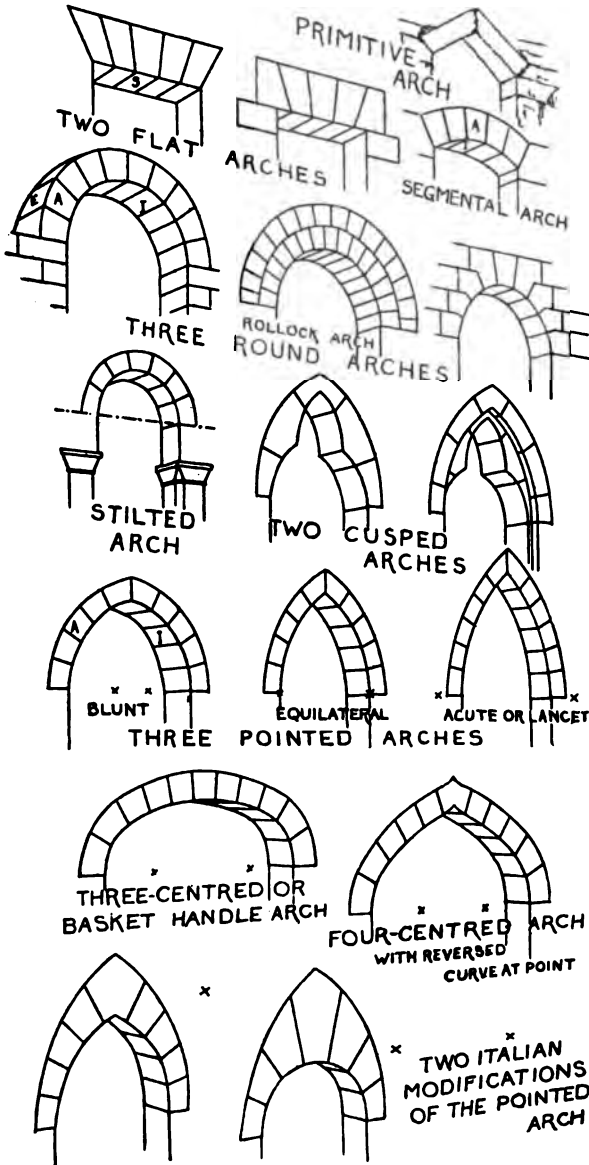 PRIMITIVE
ARCH
S
TWO FLAT ARCHES
A
SEGMENTAL ARCH
E A I
THREE
ROLLOCK ARCH
ROUND ARCHES
STILTED
ARCH
TWO CUSPED
ARCHES
A I
BLUNT
EQUILATERAL
ACUTE OR LANCET
THREE POINTED ARCHES
THREE-CENTRED OR
BASKET HANDLE ARCH
FOUR-CENTRED ARCH
WITH REVERSED
CURVE AT POINT
TWO ITALIAN
MODIFICATIONS
OF THE POINTED
ARCH